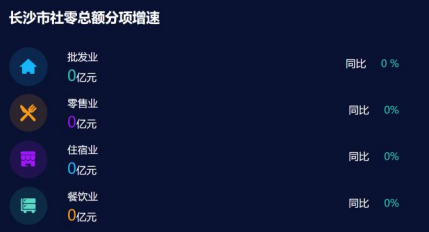 长沙市社零总额分项增速
批发业
0亿元
同比 0 %
零售业
0亿元
同比 0%
住宿业
0亿元
同比 0%
餐饮业
0亿元
同比 0%